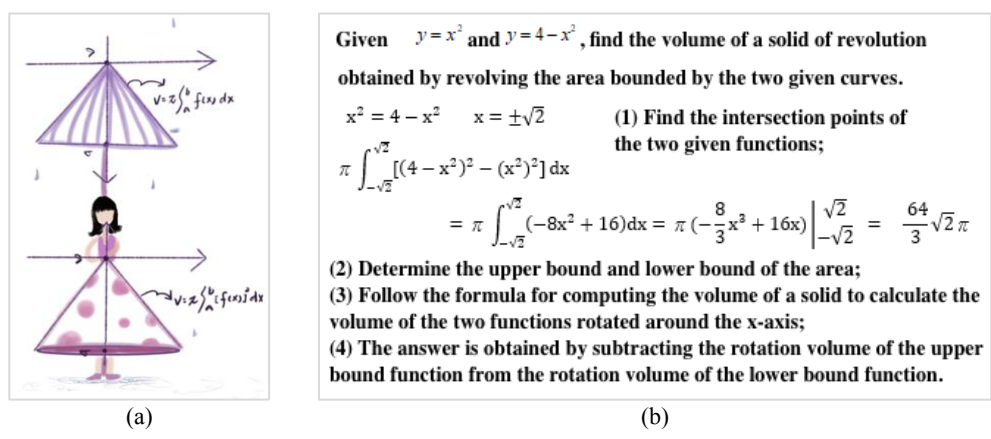 V=π∫ₐᵇ f(x) dx
V=π∫ₐᵇ [f(x)]² dx
(a)
Given y = x² and y = 4 − x² , find the volume of a solid of revolution
obtained by revolving the area bounded by the two given curves.
x² = 4 − x² x = ±√2 (1) Find the intersection points of
the two given functions;
π ∫_{−√2}^{√2} [(4 − x²)² − (x²)²] dx
= π ∫_{−√2}^{√2} (−8x² + 16)dx = π (−8/3 x³ + 16x) |_{−√2}^{√2} = 64/3 √2 π
(2) Determine the upper bound and lower bound of the area;
(3) Follow the formula for computing the volume of a solid to calculate the
volume of the two functions rotated around the x-axis;
(4) The answer is obtained by subtracting the rotation volume of the upper
bound function from the rotation volume of the lower bound function.
(b)